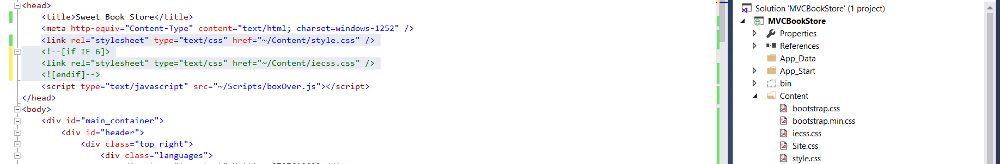 <head>
<title>Sweet Book Store</title>
<meta http-equiv="Content-Type" content="text/html; charset=windows-1252" />
<link rel="stylesheet" type="text/css" href="~/Content/style.css" />
<!--[if IE 6]>
<link rel="stylesheet" type="text/css" href="~/Content/iecss.css" />
<![endif]-->
<script type="text/javascript" src="~/Scripts/boxOver.js"></script>
</head>
<body>
<div id="main_container">
<div id="header">
<div class="top_right">
<div class="languages">
Solution 'MVCBookStore' (1 project)
MVCBookStore
Properties
References
App_Data
App_Start
bin
Content
bootstrap.css
bootstrap.min.css
iecss.css
Site.css
style.css